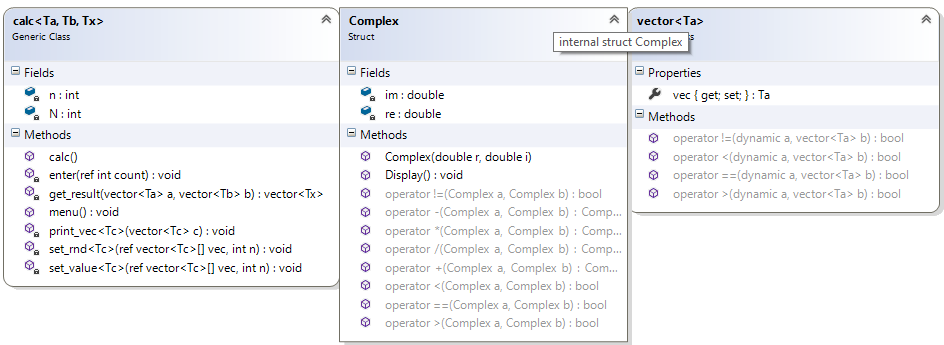 calc<Ta, Tb, Tx>
Generic Class
Fields
n : int
N : int
Methods
calc()
enter(ref int count) : void
get_result(vector<Ta> a, vector<Tb> b) : vector<Tx>
menu() : void
print_vec<Tc>(vector<Tc> c) : void
set_rnd<Tc>(ref vector<Tc>[] vec, int n) : void
set_value<Tc>(ref vector<Tc>[] vec, int n) : void
Complex
Struct
internal struct Complex
Fields
im : double
re : double
Methods
Complex(double r, double i)
Display() : void
operator !=(Complex a, Complex b) : bool
operator -(Complex a, Complex b) : Comp...
operator *(Complex a, Complex b) : Comp...
operator /(Complex a, Complex b) : Comp...
operator +(Complex a, Complex b) : Com...
operator <(Complex a, Complex b) : bool
operator ==(Complex a, Complex b) : bool
operator >(Complex a, Complex b) : bool
vector<Ta>
Properties
vec { get; set; } : Ta
Methods
operator !=(dynamic a, vector<Ta> b) : bool
operator <(dynamic a, vector<Ta> b) : bool
operator ==(dynamic a, vector<Ta> b) : bool
operator >(dynamic a, vector<Ta> b) : bool